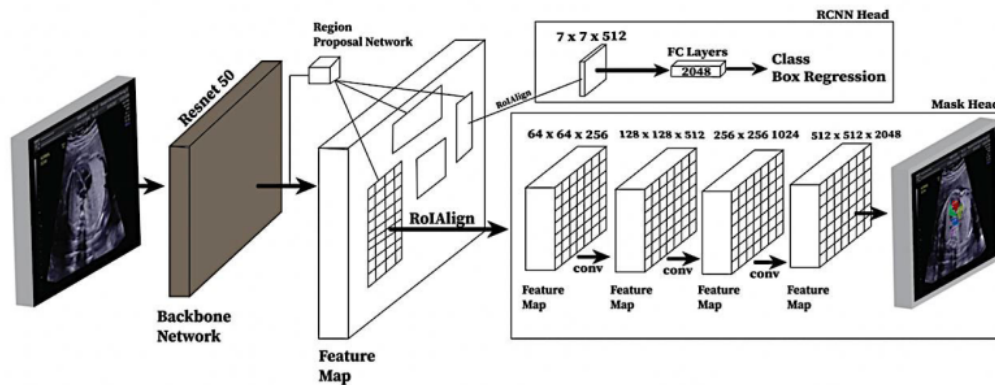 Resnet 50
Backbone
Network
Region
Proposal Network
Feature
Map
RoIAlign
RoIAlign
RCNN Head
7 x 7 x 512
FC Layers
2048
Class
Box Regression
Mask Head
64 x 64 x 256
128 x 128 x 512
256 x 256 1024
512 x 512 x 2048
conv
conv
conv
Feature
Map
Feature
Map
Feature
Map
Feature
Map